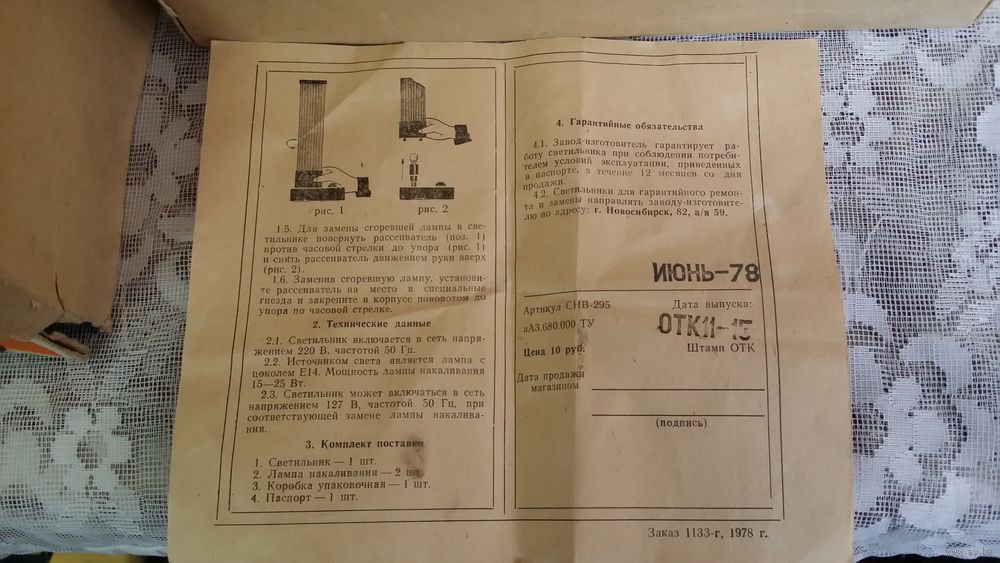 рис. 1
рис. 2
1.5. Для замены сгоревшей лампы в све-
тильнике повернуть рассеиватель (поз. 1)
против часовой стрелки до упора (рис. 1)
и снять рассеиватель движением руки вверх
(рис. 2).
1.6. Заменив сгоревшую лампу, установи-
те рассеиватель на место в специальные
гнезда и закрепите в корпусе поворотом до
упора по часовой стрелке.
2. Технические данные
2.1. Светильник включается в сеть напря-
жением 220 В, частотой 50 Гц.
2.2. Источником света является лампа с
цоколем Е14. Мощность лампы накаливания
15—25 Вт.
2.3. Светильник может включаться в сеть
напряжением 127 В, частотой 50 Гц, при
соответствующей замене лампы накалива-
ния.
3. Комплект поставки
1. Светильник — 1 шт.
2. Лампа накаливания — 2 шт.
3. Коробка упаковочная — 1 шт.
4. Паспорт — 1 шт.
4. Гарантийные обязательства
4.1. Завод-изготовитель гарантирует ра-
боту светильника при соблюдении потреби-
телем условий эксплуатации, приведенных
в паспорте, в течение 12 месяцев со дня
продажи.
4.2. Светильники для гарантийного ремон-
та и замены направлять заводу-изготовите-
лю по адресу: г. Новосибирск, 82, а/я 59.
ИЮНЬ-78
Артикул СНВ-295
Дата выпуска:
аА3.680.000 ТУ
ОТК11-15
Штамп ОТК
Цена 10 руб.
Дата продажи
магазином
(подпись)
Заказ 1133-г, 1978 г.
www.ay.by